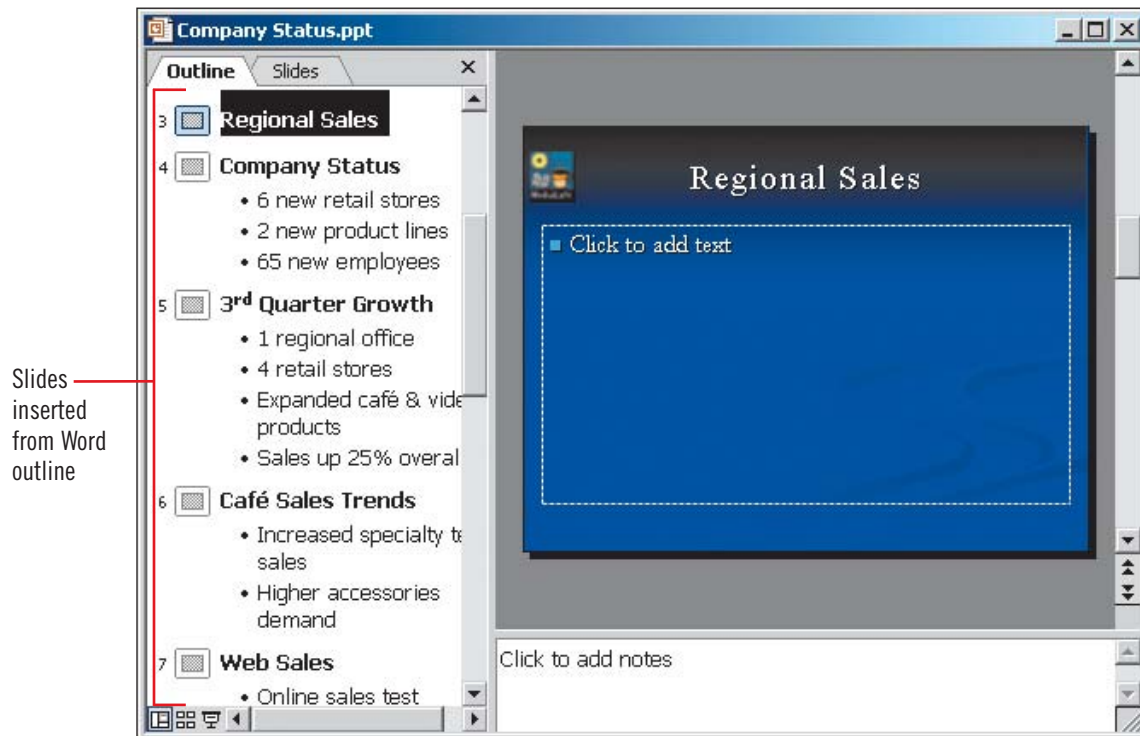 Company Status.ppt
Outline
Slides
3 Regional Sales
4 Company Status
• 6 new retail stores
• 2 new product lines
• 65 new employees
5 3rd Quarter Growth
• 1 regional office
• 4 retail stores
• Expanded café & vide
products
• Sales up 25% overal
6 Café Sales Trends
• Increased specialty te
sales
• Higher accessories
demand
7 Web Sales
• Online sales test
Regional Sales
Click to add text
Click to add notes
Slides
inserted
from Word
outline